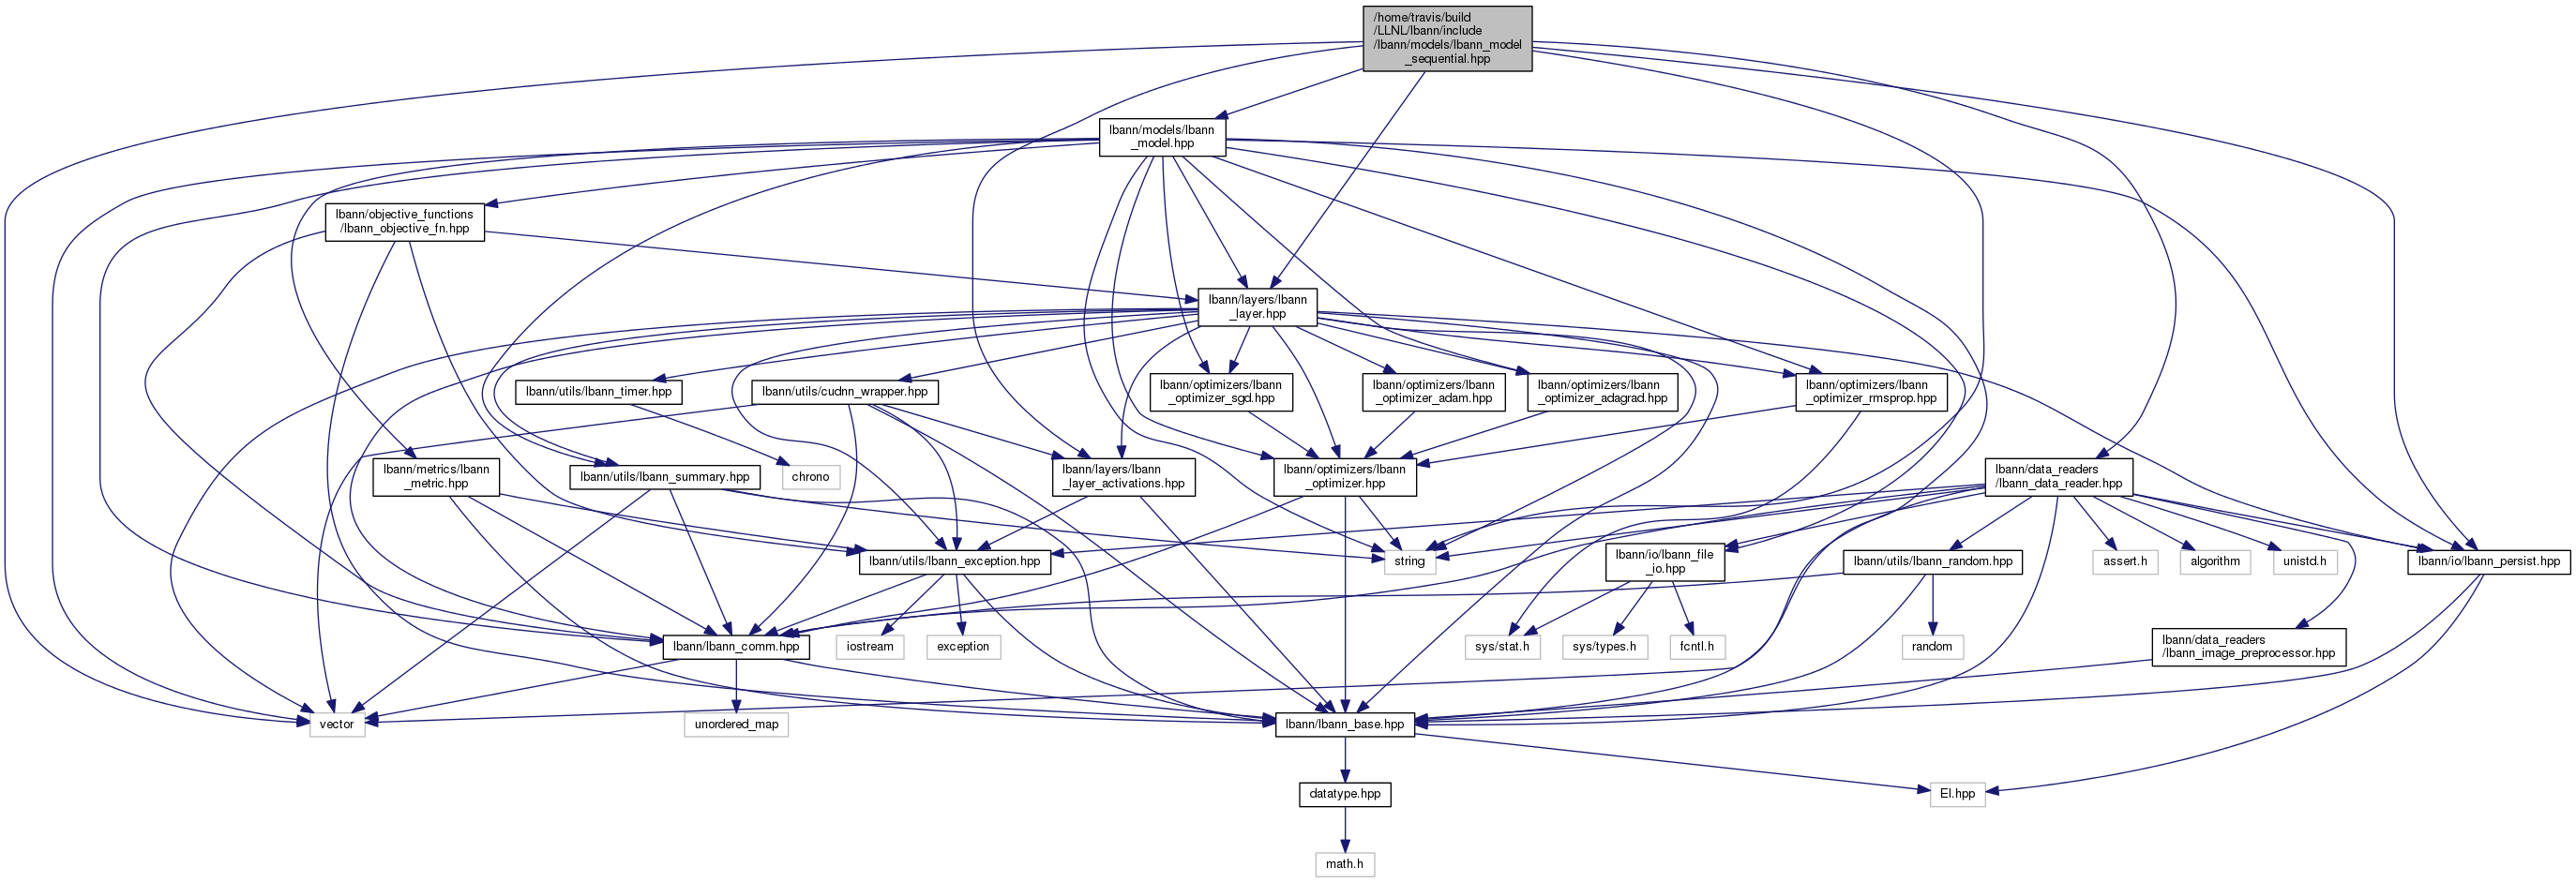 /home/travis/build
/LLNL/lbann/include
/lbann/models/lbann_model
_sequential.hpp
lbann/models/lbann
_model.hpp
lbann/objective_functions
/lbann_objective_fn.hpp
lbann/layers/lbann
_layer.hpp
lbann/utils/lbann_timer.hpp
lbann/utils/cudnn_wrapper.hpp
lbann/optimizers/lbann
_optimizer_sgd.hpp
lbann/optimizers/lbann
_optimizer_adam.hpp
lbann/optimizers/lbann
_optimizer_adagrad.hpp
lbann/optimizers/lbann
_optimizer_rmsprop.hpp
lbann/metrics/lbann
_metric.hpp
lbann/utils/lbann_summary.hpp
chrono
lbann/layers/lbann
_layer_activations.hpp
lbann/optimizers/lbann
_optimizer.hpp
lbann/data_readers
/lbann_data_reader.hpp
lbann/utils/lbann_exception.hpp
string
lbann/io/lbann_file
_io.hpp
lbann/utils/lbann_random.hpp
assert.h
algorithm
unistd.h
lbann/io/lbann_persist.hpp
lbann/lbann_comm.hpp
iostream
exception
sys/stat.h
sys/types.h
fcntl.h
random
lbann/data_readers
/lbann_image_preprocessor.hpp
vector
unordered_map
lbann/lbann_base.hpp
datatype.hpp
El.hpp
math.h